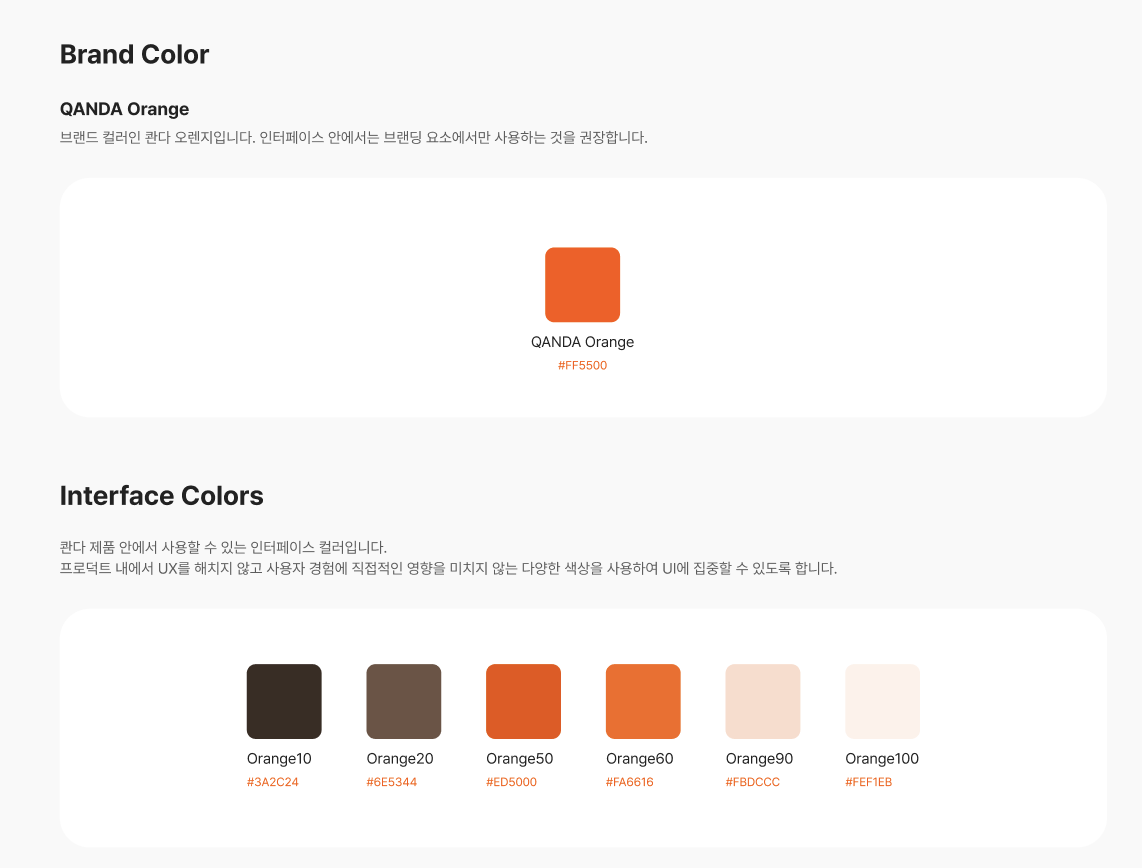 Brand Color
QANDA Orange
브랜드 컬러인 콴다 오렌지입니다. 인터페이스 안에서는 브랜딩 요소에서만 사용하는 것을 권장합니다.
QANDA Orange
#FF5500
Interface Colors
콴다 제품 안에서 사용할 수 있는 인터페이스 컬러입니다.
프로덕트 내에서 UX를 해치지 않고 사용자 경험에 직접적인 영향을 미치지 않는 다양한 색상을 사용하여 UI에 집중할 수 있도록 합니다.
Orange10 Orange20 Orange50 Orange60 Orange90 Orange100
#3A2C24 #6E5344 #ED5000 #FA6616 #FBDCCC #FEF1EB